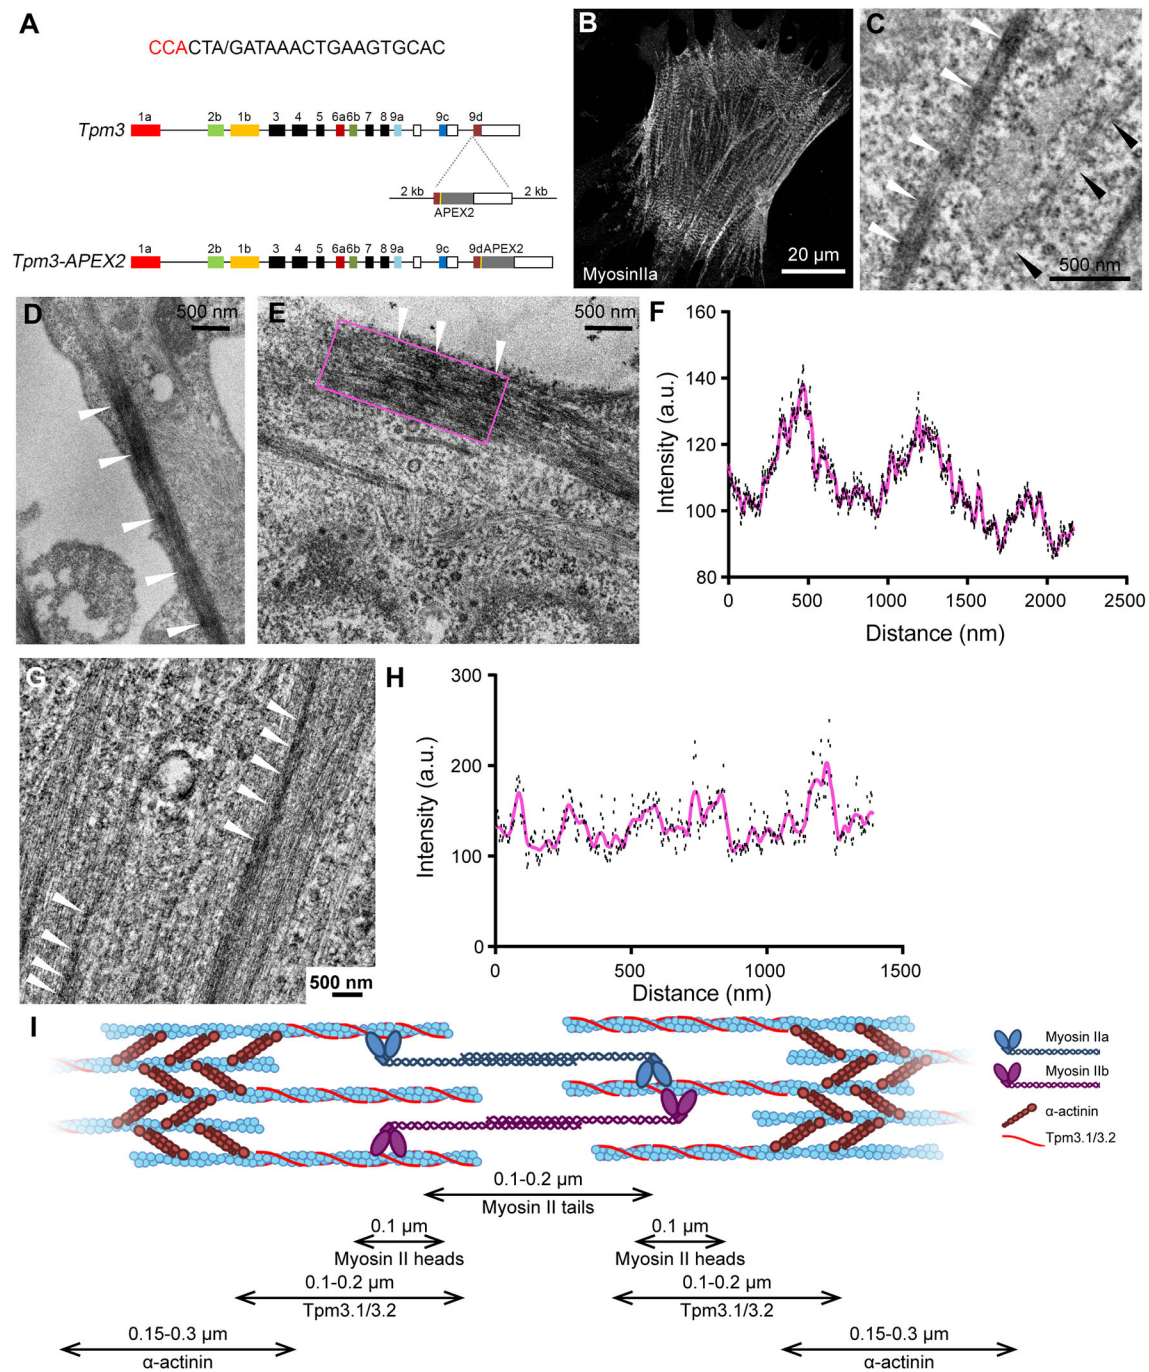 A
CCACTA/GATAAACTGAAGTGCAC
1a 2b 1b 3 4 5 6a 6b 7 8 9a 9c 9d
Tpm3
2 kb 2 kb
APEX2
1a 2b 1b 3 4 5 6a 6b 7 8 9a 9c 9d APEX2
Tpm3-APEX2
B
MyosinIIa
20 µm
C
500 nm
D
500 nm
E
500 nm
F
160
140
120
100
80
Intensity (a.u.)
0 500 1000 1500 2000 2500
Distance (nm)
G
500 nm
H
300
200
100
0
Intensity (a.u.)
0 500 1000 1500
Distance (nm)
I
Myosin IIa
Myosin IIb
α-actinin
Tpm3.1/3.2
0.1-0.2 µm
Myosin II tails
0.1 µm 0.1 µm
Myosin II heads Myosin II heads
0.1-0.2 µm 0.1-0.2 µm
Tpm3.1/3.2 Tpm3.1/3.2
0.15-0.3 µm 0.15-0.3 µm
α-actinin α-actinin